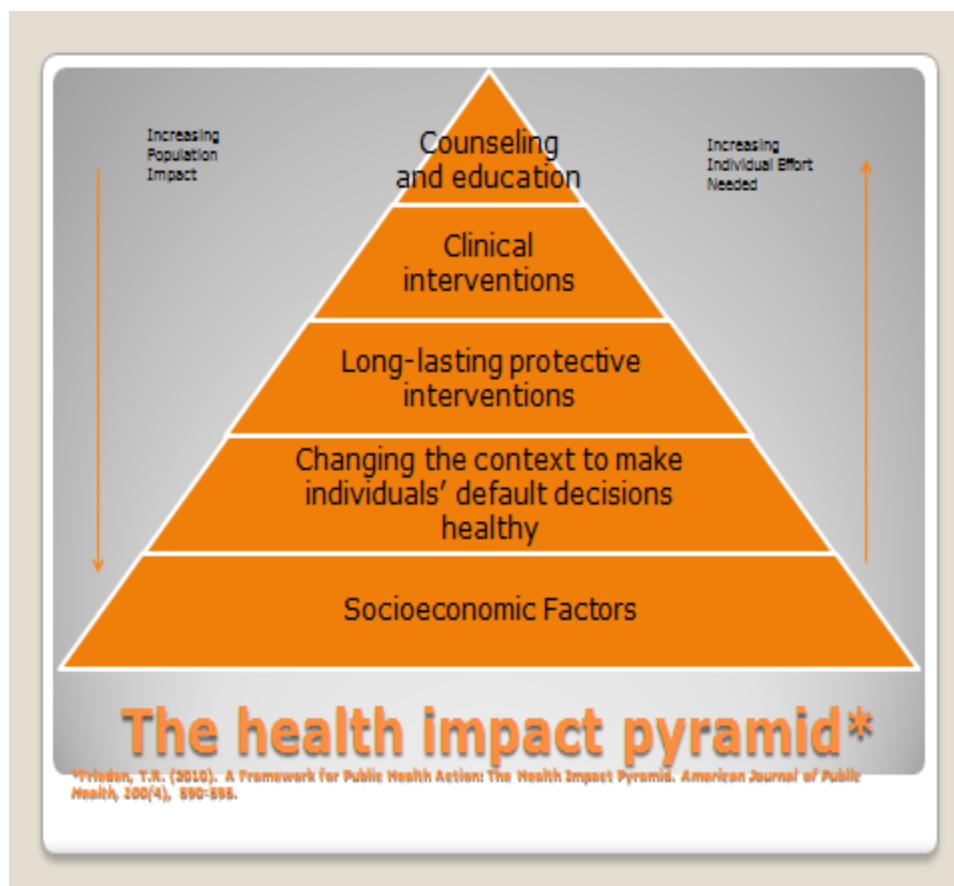 Increasing
Population
Impact
Counseling
and education
Increasing
Individual Effort
Needed
Clinical
interventions
Long-lasting protective
interventions
Changing the context to make
individuals’ default decisions
healthy
Socioeconomic Factors
The health impact pyramid*
*Frieden, T.R. (2010). A Framework for Public Health Action: The Health Impact Pyramid. American Journal of Public
Health, 100(4), 590-595.